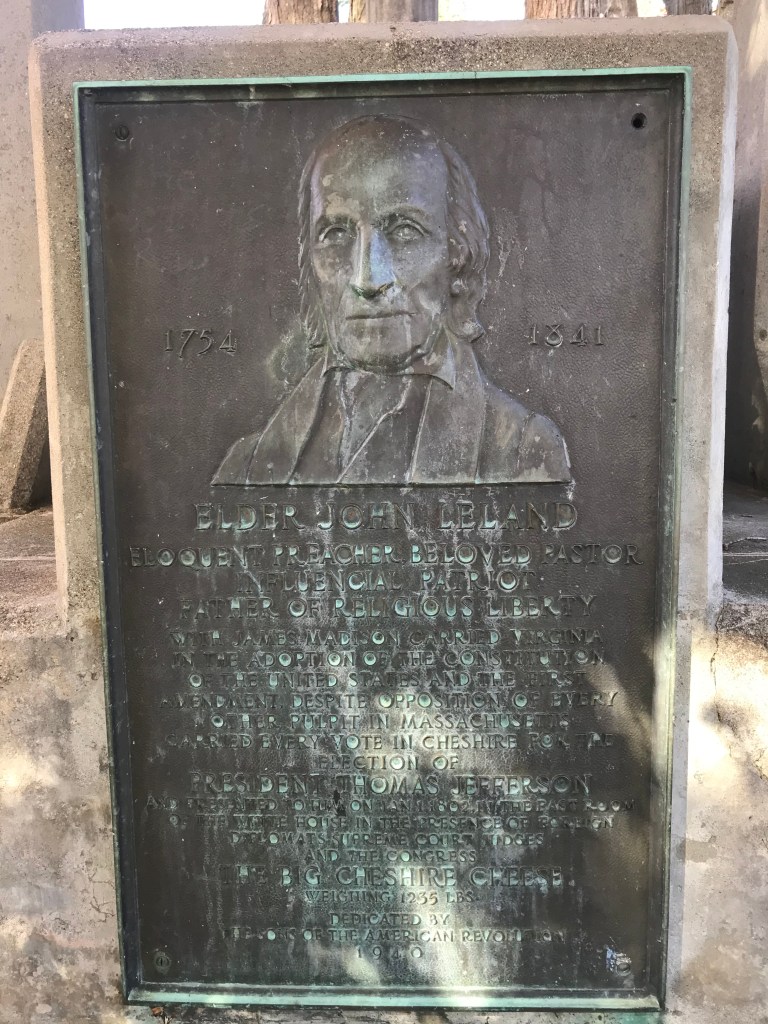 1754 1841
ELDER JOHN LELAND
ELOQUENT PREACHER BELOVED PASTOR
INFLUENCIAL PATRIOT
FATHER OF RELIGIOUS LIBERTY
WITH JAMES MADISON CARRIED VIRGINIA
IN THE ADOPTION OF THE CONSTITUTION
OF THE UNITED STATES AND THE FIRST
AMENDMENT DESPITE OPPOSITION OF EVERY
OTHER PULPIT IN MASSACHUSETTS
CARRIED EVERY VOTE IN CHESHIRE FOR THE
ELECTION OF
PRESIDENT THOMAS JEFFERSON
AND PRESENTED TO HIM ON JAN 1 1802 IN THE EAST ROOM
OF THE WHITE HOUSE IN THE PRESENCE OF FOREIGN
DIPLOMATS SUPREME COURT JUDGES
AND THE CONGRESS
THE BIG CHESHIRE CHEESE
WEIGHING 1235 LBS
DEDICATED BY
THE SONS OF THE AMERICAN REVOLUTION
1940